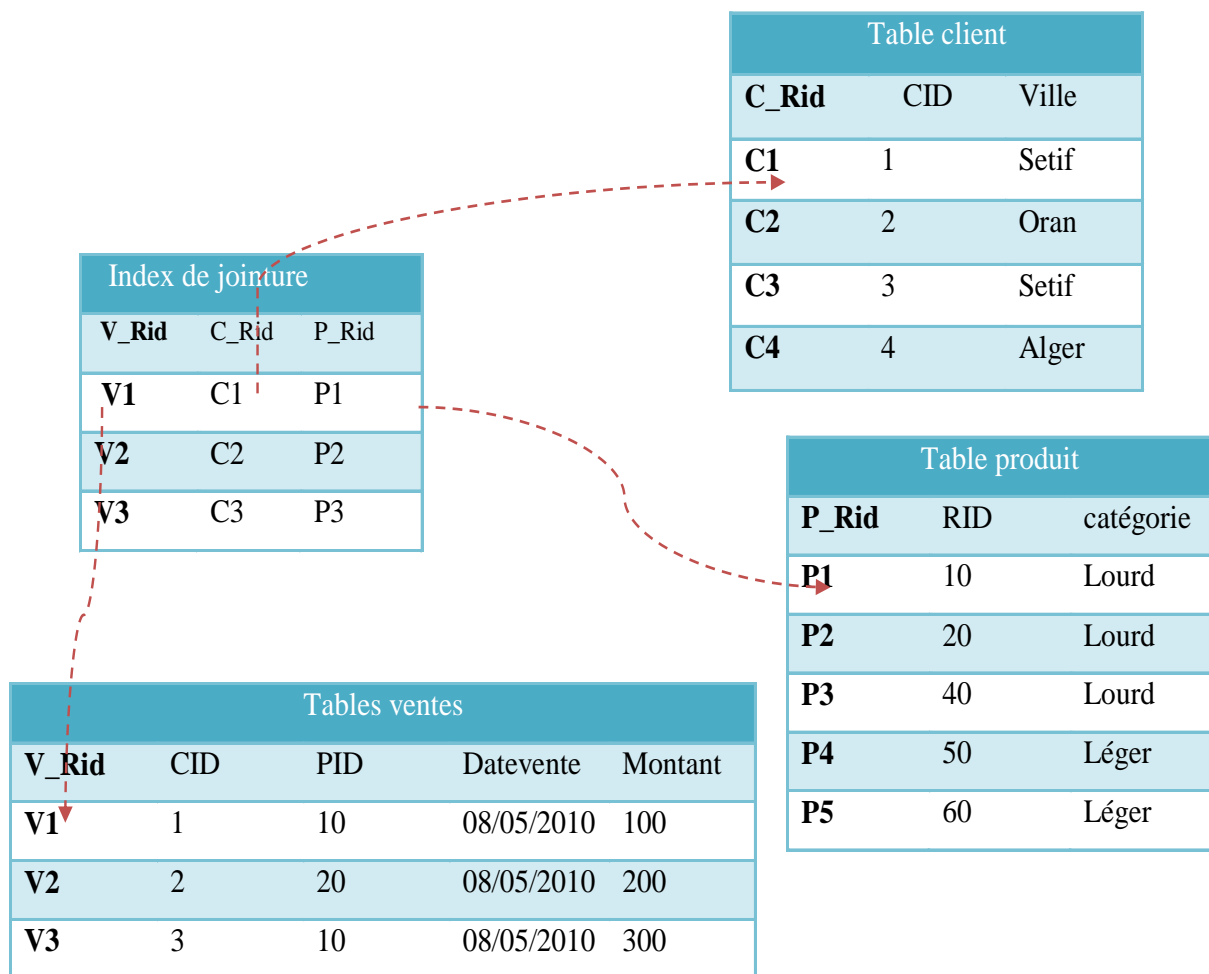 Table client
C_Rid CID Ville
C1 1 Setif
C2 2 Oran
C3 3 Setif
C4 4 Alger
Index de jointure
V_Rid C_Rid P_Rid
V1 C1 P1
V2 C2 P2
V3 C3 P3
Table produit
P_Rid RID catégorie
P1 10 Lourd
P2 20 Lourd
P3 40 Lourd
P4 50 Léger
P5 60 Léger
Tables ventes
V_Rid CID PID Datevente Montant
V1 1 10 08/05/2010 100
V2 2 20 08/05/2010 200
V3 3 10 08/05/2010 300